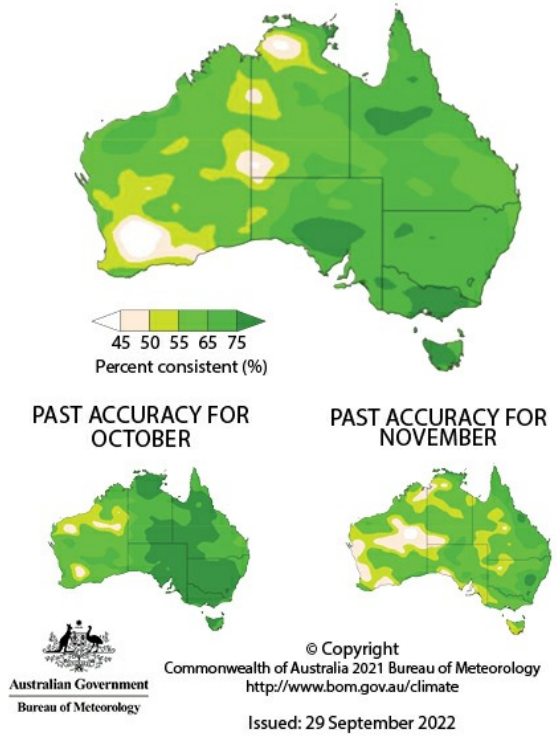 45 50 55 65 75
Percent consistent (%)
PAST ACCURACY FOR
OCTOBER
PAST ACCURACY FOR
NOVEMBER
Australian Government
Bureau of Meteorology
© Copyright
Commonwealth of Australia 2021 Bureau of Meteorology
http://www.bom.gov.au/climate
Issued: 29 September 2022